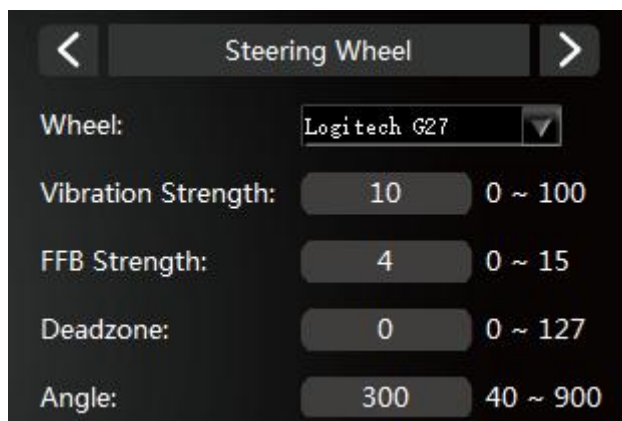 Steering Wheel
Wheel: Logitech G27
Vibration Strength: 10 0 ~ 100
FFB Strength: 4 0 ~ 15
Deadzone: 0 0 ~ 127
Angle: 300 40 ~ 900